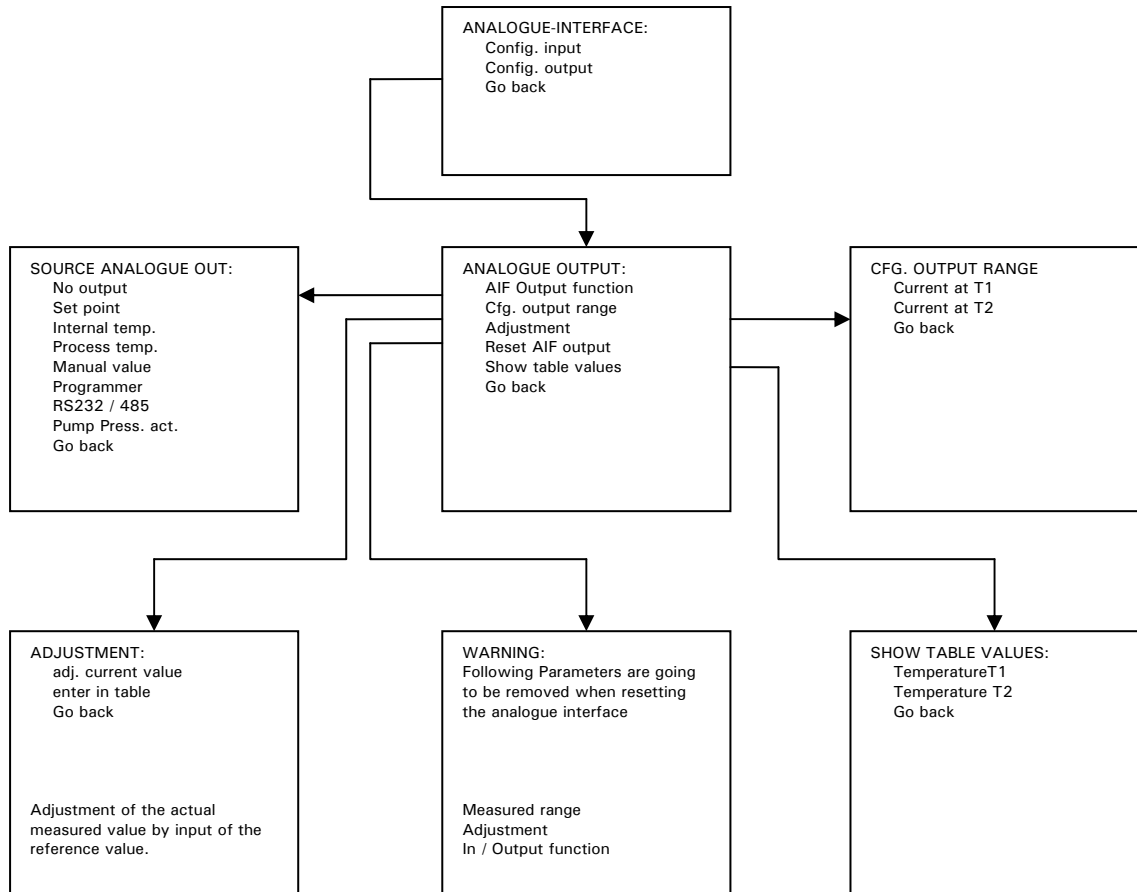 ANALOGUE-INTERFACE:
Config. input
Config. output
Go back
SOURCE ANALOGUE OUT:
No output
Set point
Internal temp.
Process temp.
Manual value
Programmer
RS232 / 485
Pump Press. act.
Go back
ANALOGUE OUTPUT:
AIF Output function
Cfg. output range
Adjustment
Reset AIF output
Show table values
Go back
CFG. OUTPUT RANGE
Current at T1
Current at T2
Go back
ADJUSTMENT:
adj. current value
enter in table
Go back
Adjustment of the actual
measured value by input of the
reference value.
WARNING:
Following Parameters are going
to be removed when resetting
the analogue interface
Measured range
Adjustment
In / Output function
SHOW TABLE VALUES:
TemperatureT1
Temperature T2
Go back